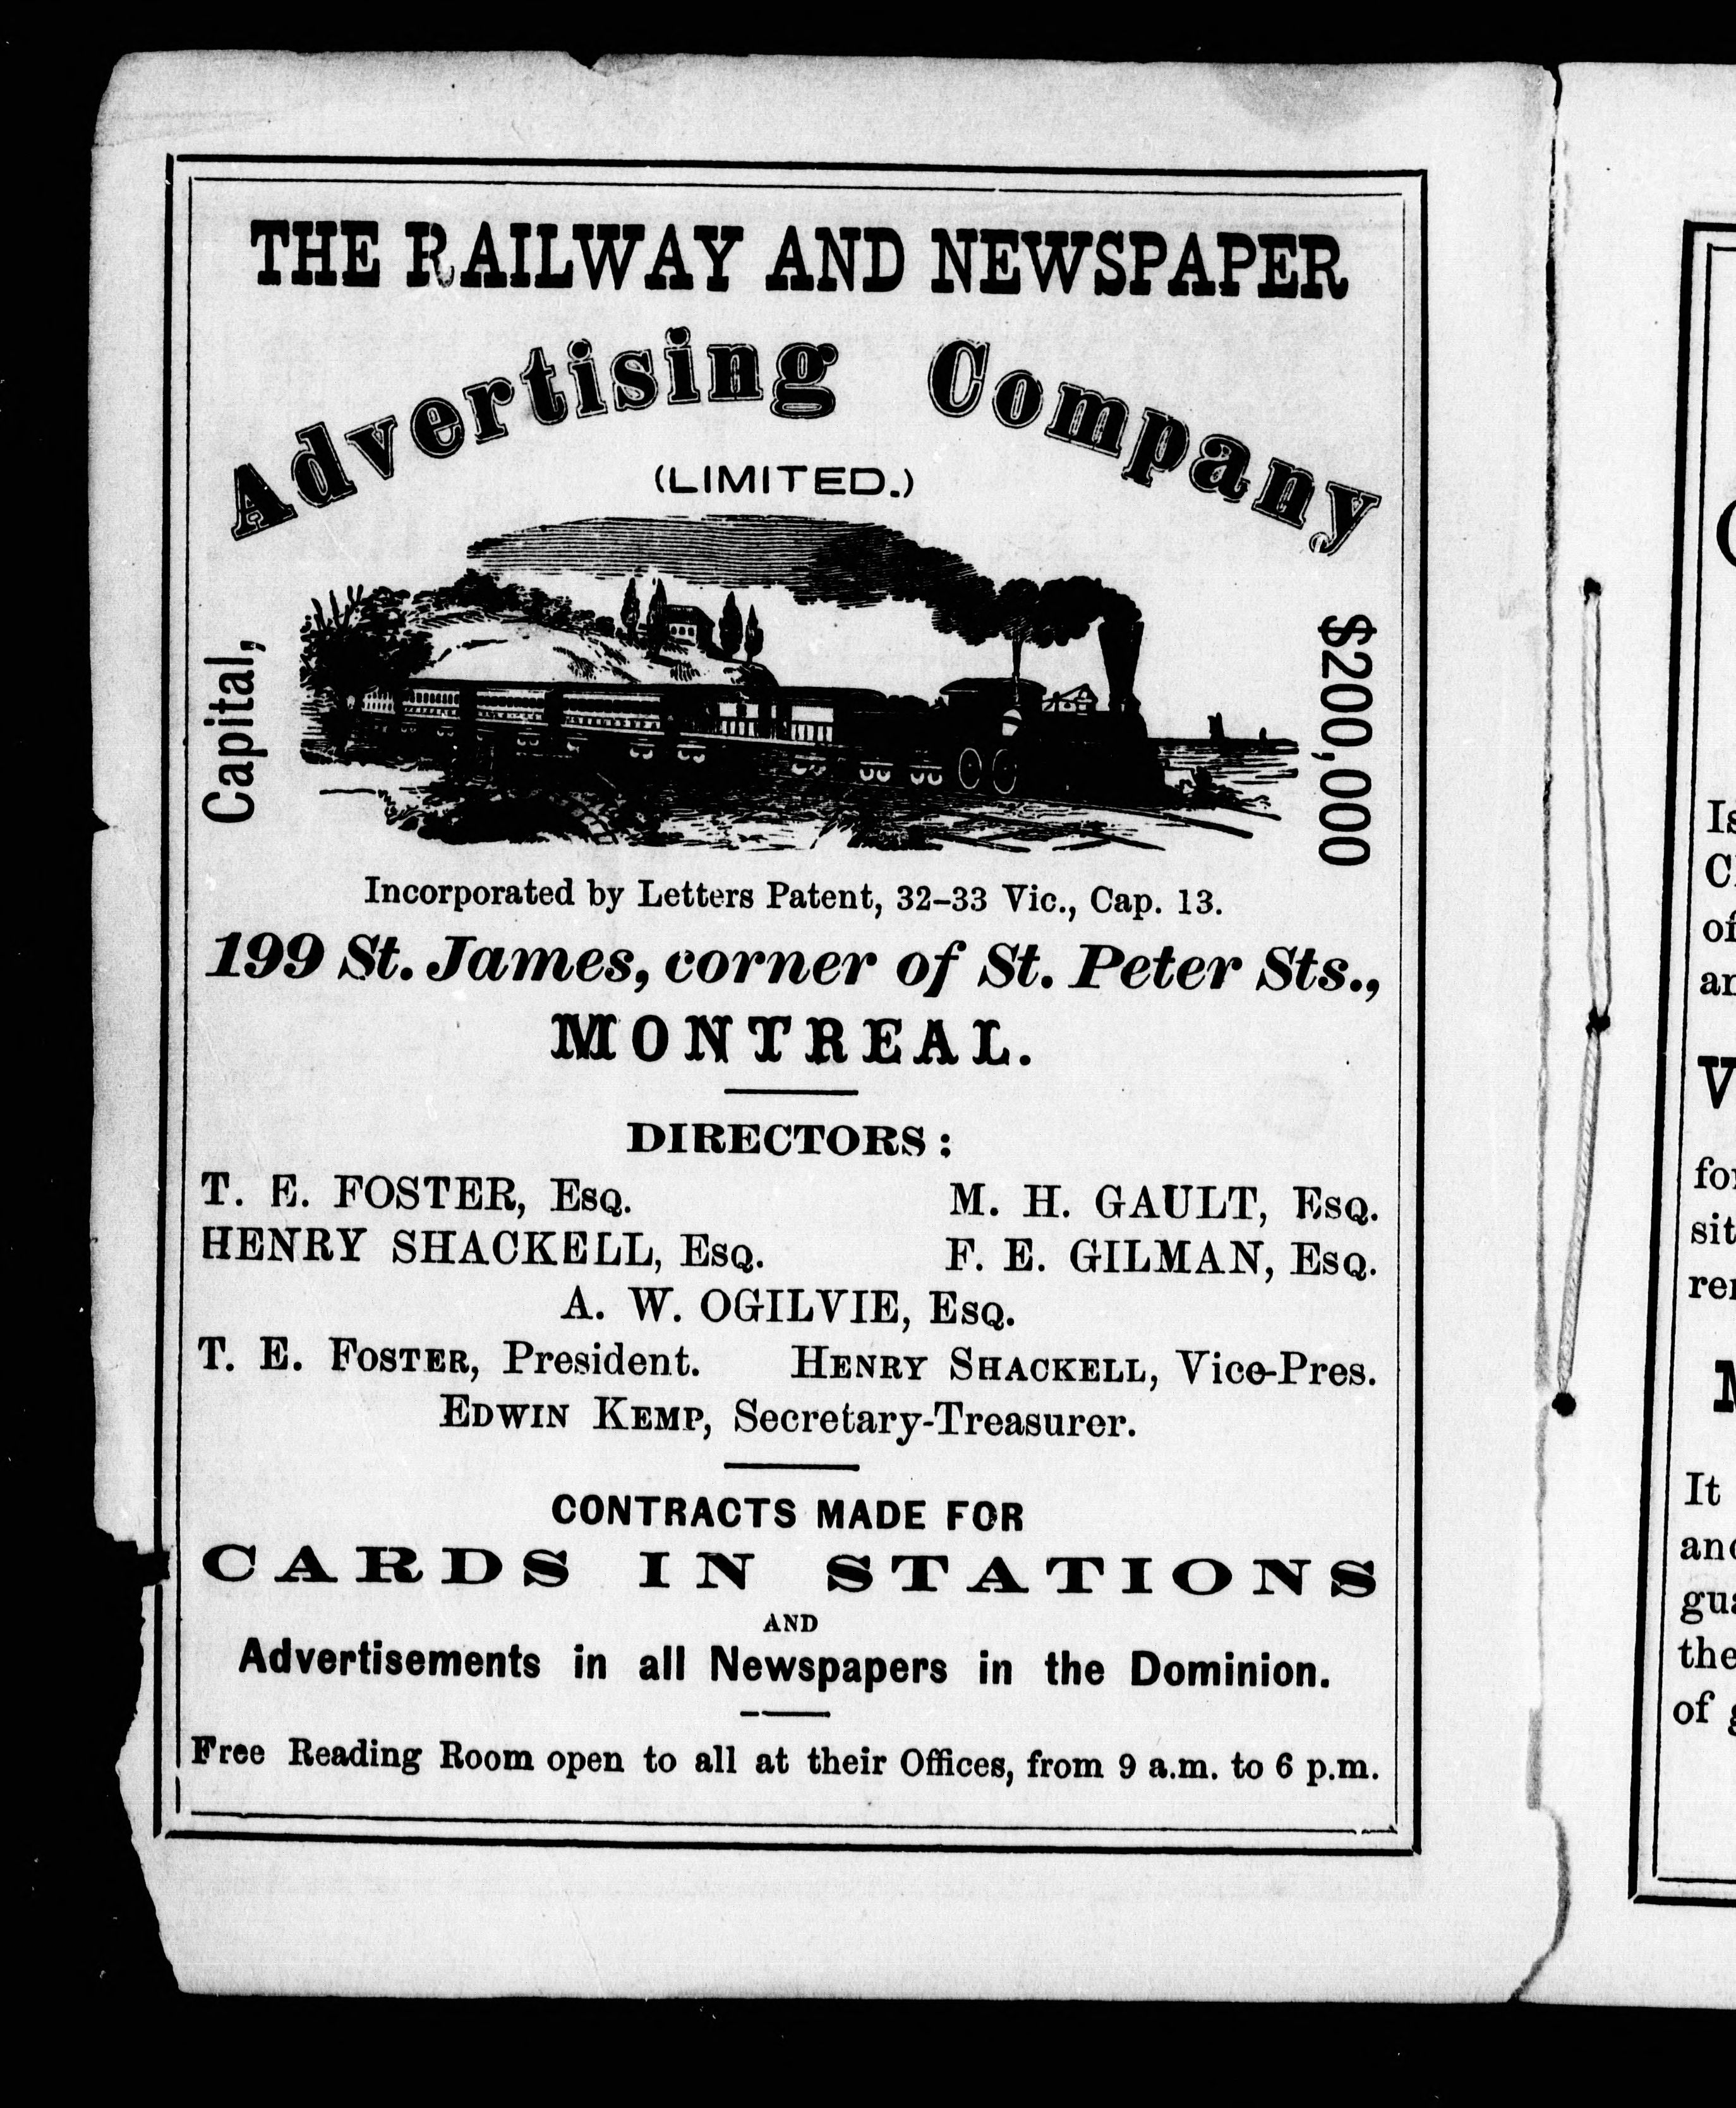 THE RAILWAY AND NEWSPAPER
Advertising Company
(LIMITED.)
Capital,
$200,000
Incorporated by Letters Patent, 32-33 Vic., Cap. 13.
199 St. James, corner of St. Peter Sts.,
MONTREAL.
DIRECTORS:
T. E. FOSTER, Esq. M. H. GAULT, Esq.
HENRY SHACKELL, Esq. F. E. GILMAN, Esq.
A. W. OGILVIE, Esq.
T. E. Foster, President. Henry Shackell, Vice-Pres.
Edwin Kemp, Secretary-Treasurer.
CONTRACTS MADE FOR
CARDS IN STATIONS
AND
Advertisements in all Newspapers in the Dominion.
Free Reading Room open to all at their Offices, from 9 a.m. to 6 p.m.
It
the
of